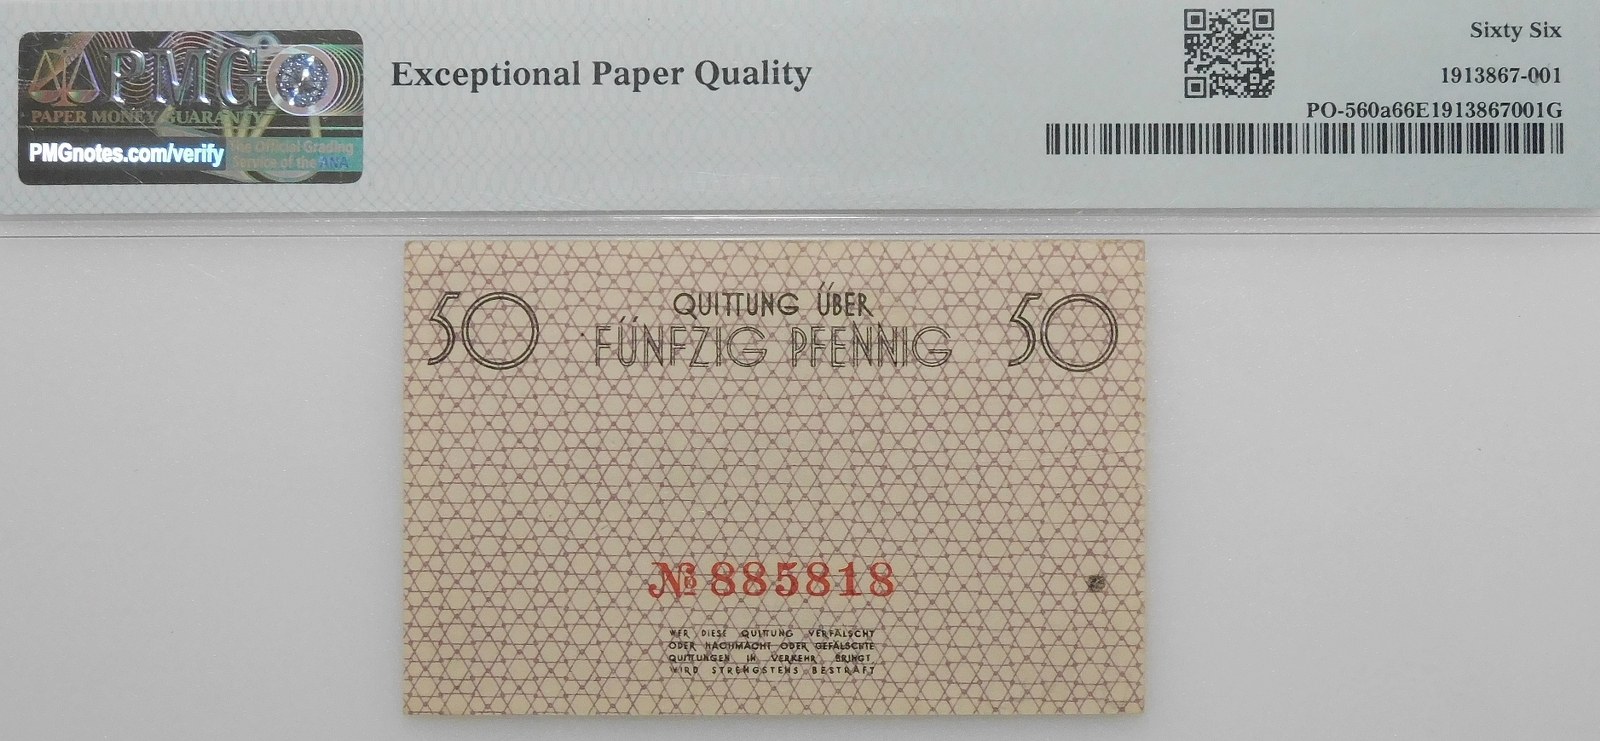 PMG
PAPER MONEY GUARANTY
PMGnotes.com/verify
The Official Grading
Service of the ANA
Exceptional Paper Quality
Sixty Six
1913867-001
PO-560a66E1913867001G
50
QUITTUNG ÜBER
FÜNFZIG PFENNIG
50
№ 885818
WER DIESE QUITTUNG VERFÄLSCHT
ODER NACHMACHT ODER GEFÄLSCHTE
QUITTUNGEN IN VERKEHR BRINGT
WIRD STRENGSTENS BESTRAFT